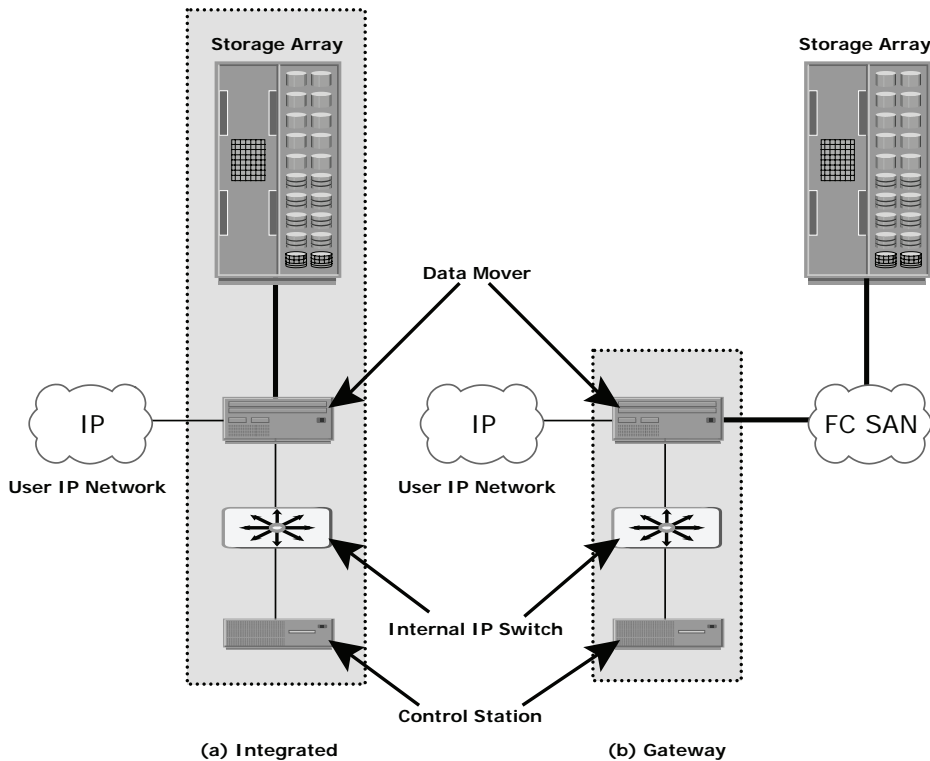 Storage Array
Storage Array
Data Mover
IP
IP
FC SAN
User IP Network
User IP Network
Internal IP Switch
Control Station
(a) Integrated
(b) Gateway